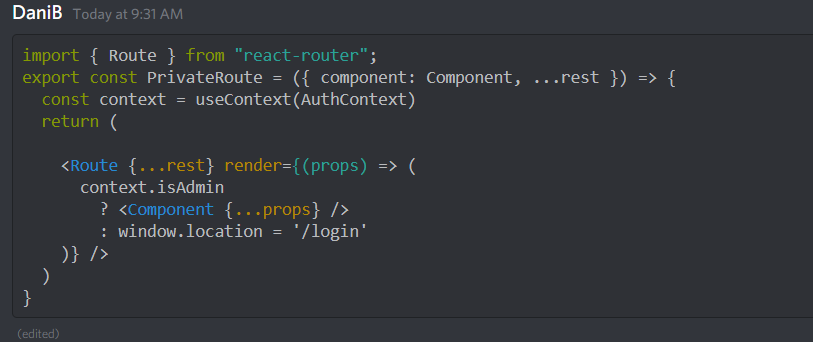 DaniB Today at 9:31 AM
import { Route } from "react-router";
export const PrivateRoute = ({ component: Component, ...rest }) => {
  const context = useContext(AuthContext)
  return (

    <Route {...rest} render={(props) => (
      context.isAdmin
        ? <Component {...props} />
        : window.location = '/login'
    )} />
  )
}
(edited)